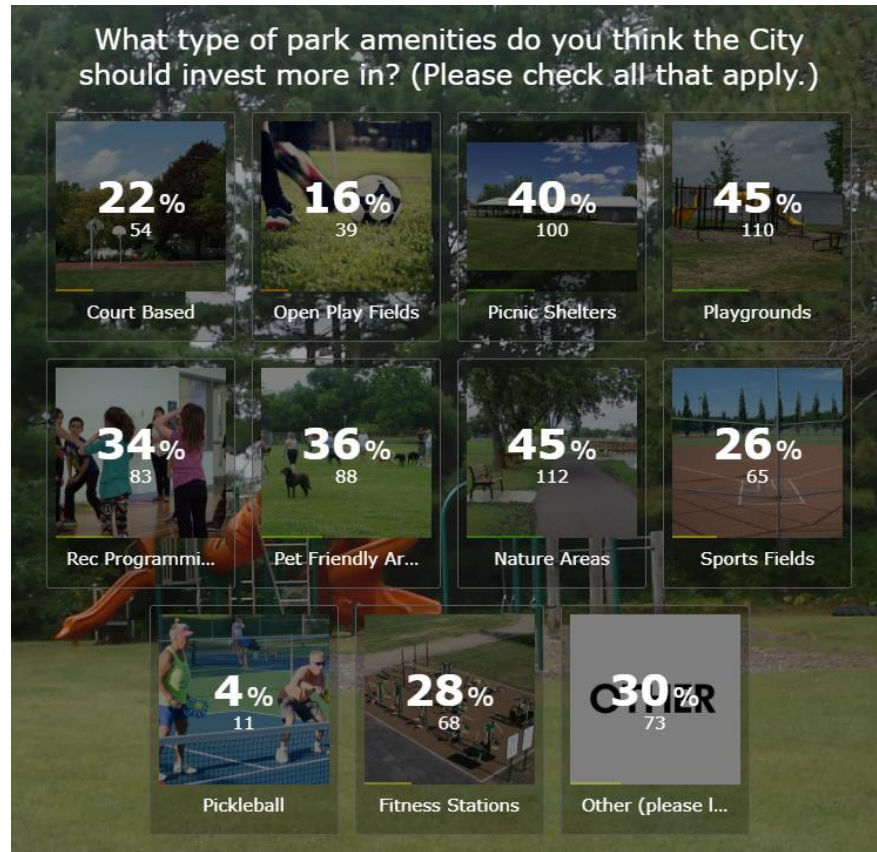 What type of park amenities do you think the City
should invest more in? (Please check all that apply.)
22%
54
Court Based
16%
39
Open Play Fields
40%
100
Picnic Shelters
45%
110
Playgrounds
34%
83
Rec Programmi...
36%
88
Pet Friendly Ar...
45%
112
Nature Areas
26%
65
Sports Fields
4%
11
Pickleball
28%
68
Fitness Stations
OTHER
30%
73
Other (please l...